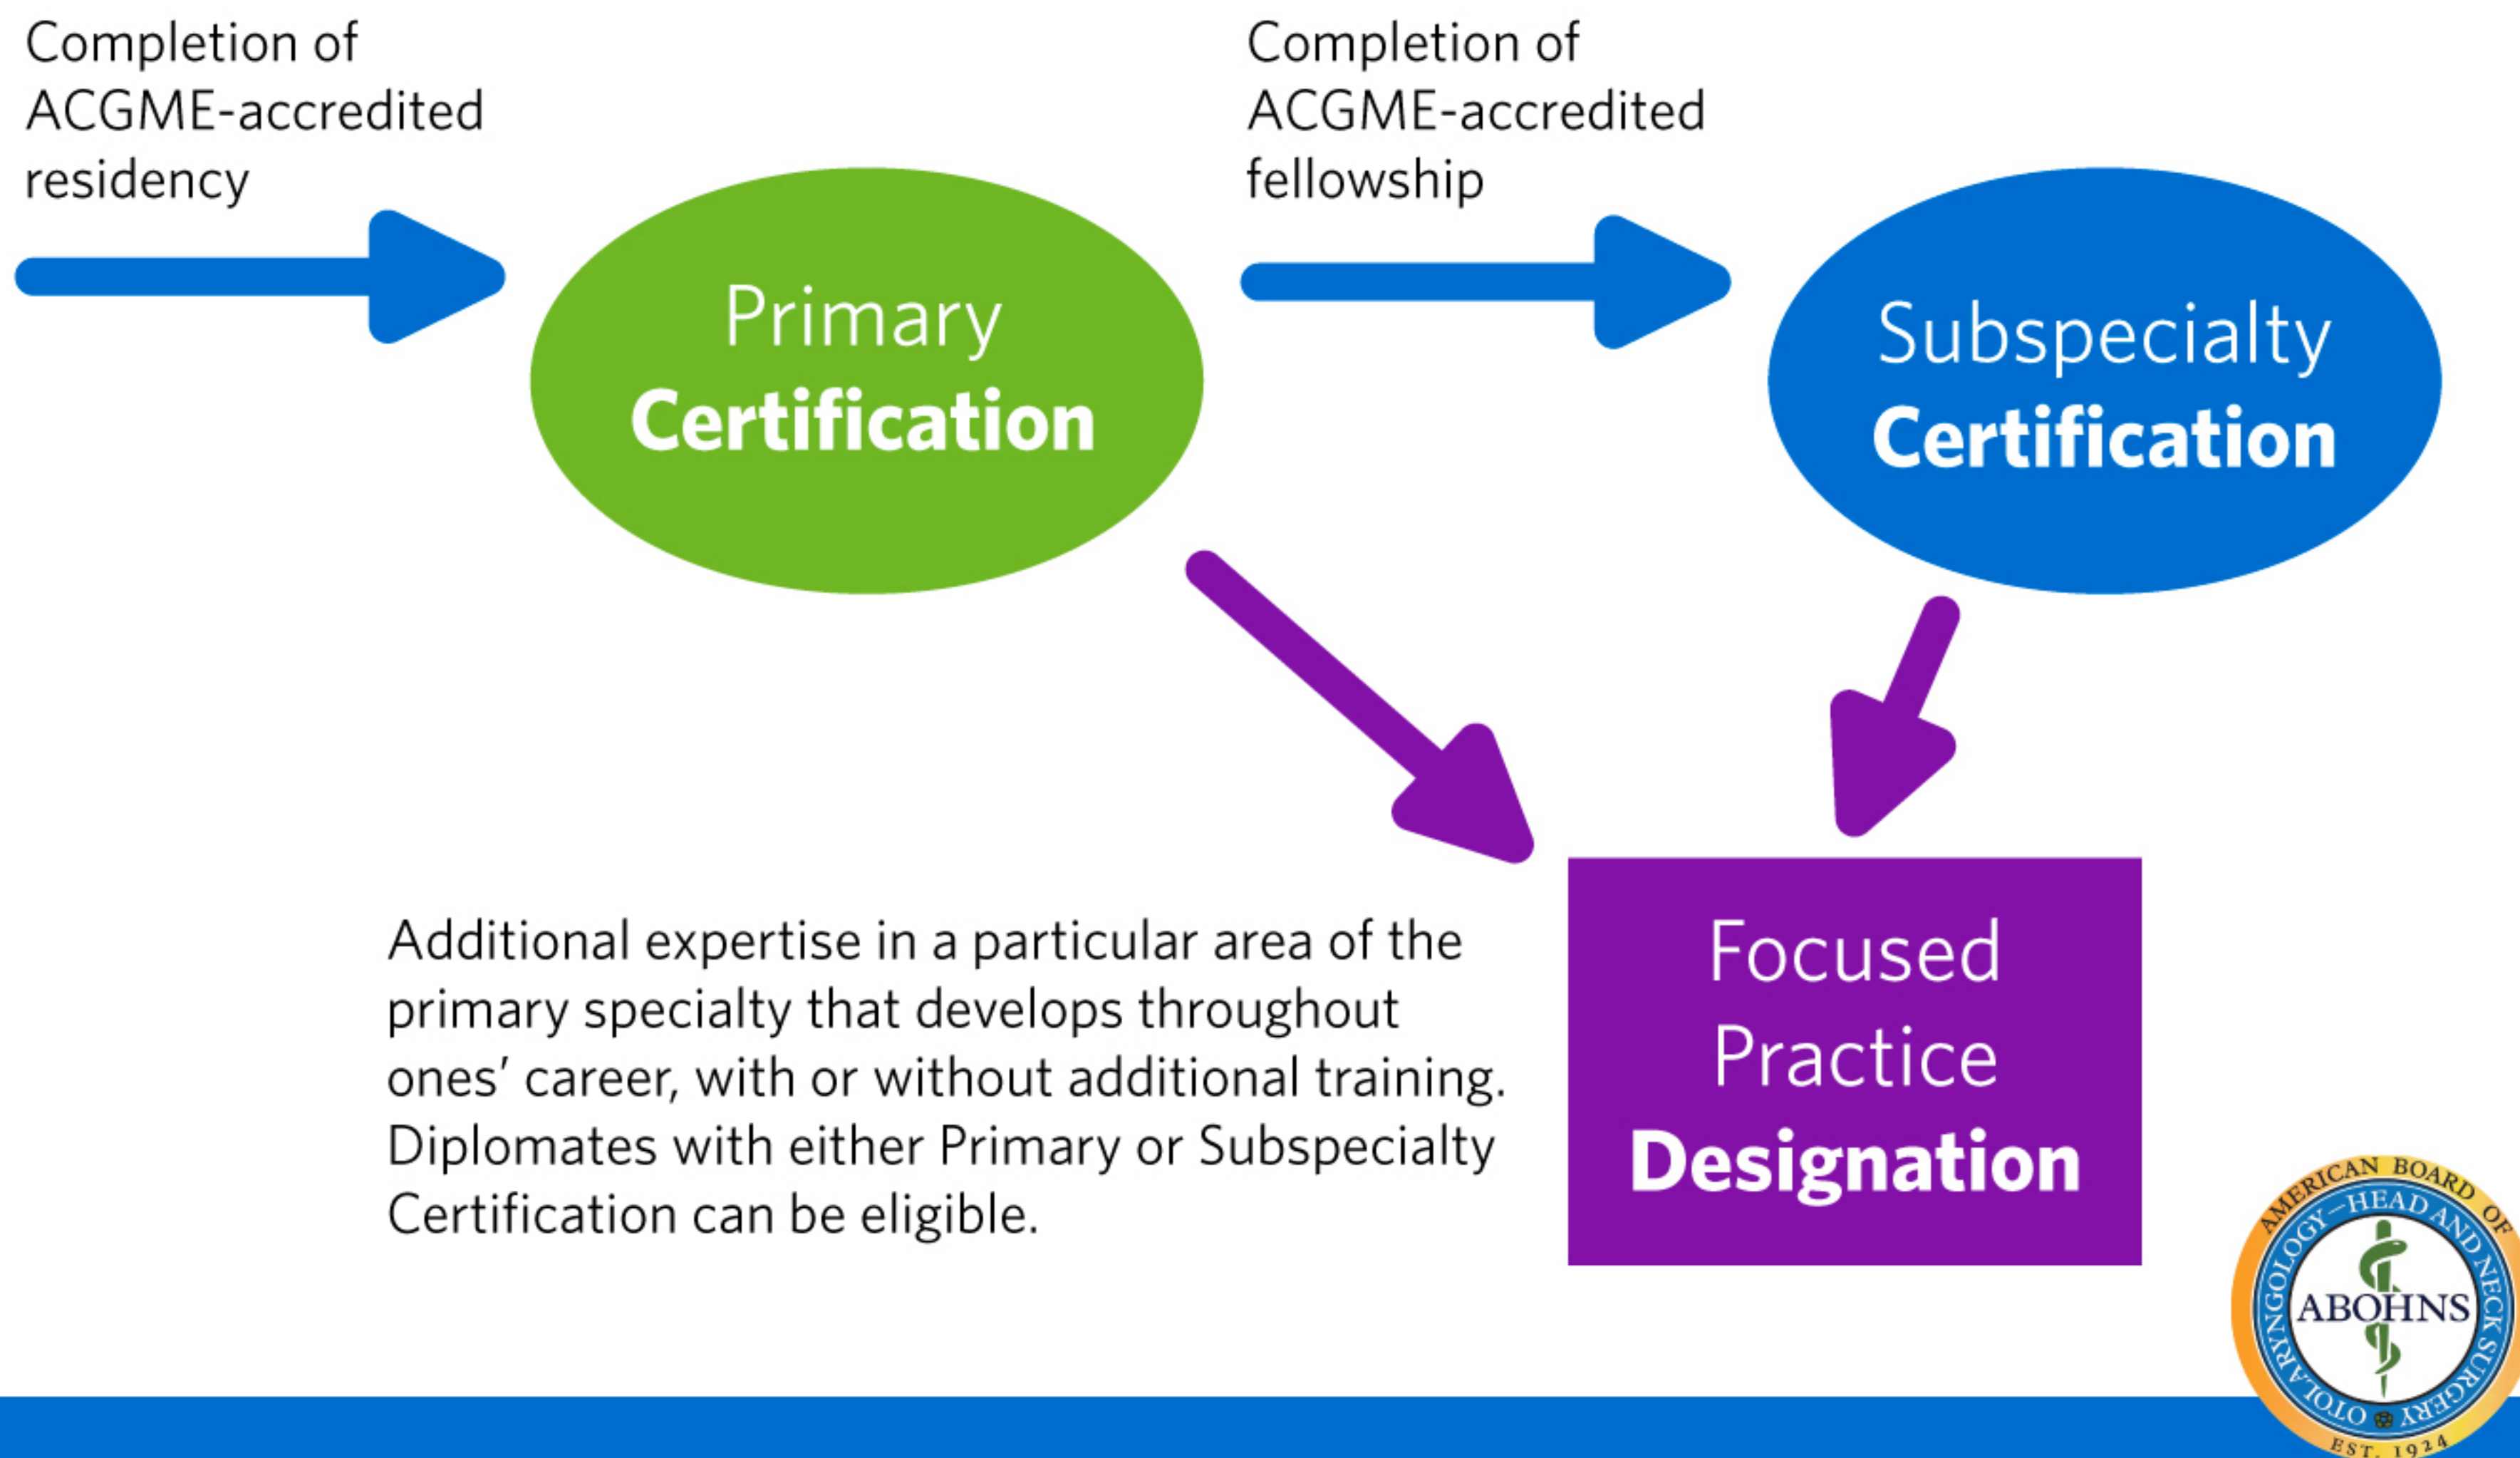 Completion of
ACGME-accredited
residency
Completion of
ACGME-accredited
fellowship
Primary
Certification
Subspecialty
Certification
Additional expertise in a particular area of the
primary specialty that develops throughout
ones’ career, with or without additional training.
Diplomates with either Primary or Subspecialty
Certification can be eligible.
Focused
Practice
Designation
AMERICAN BOARD OF
OTOLARYNGOLOGY—HEAD AND NECK SURGERY
ABOHNS
EST. 1924